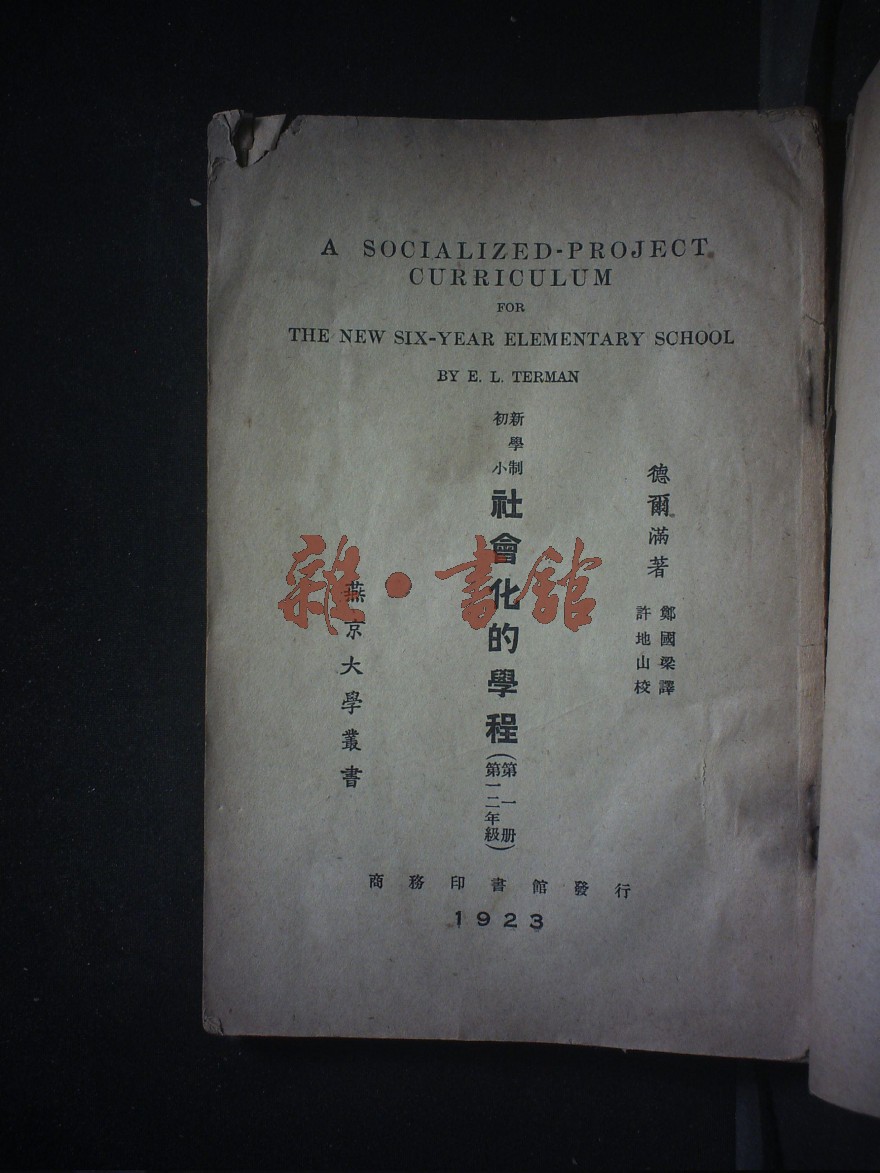 A SOCIALIZED-PROJECT
CURRICULUM
FOR
THE NEW SIX-YEAR ELEMENTARY SCHOOL
BY E. L. TERMAN
德爾滿著
鄭國梁譯
許地山校
新學制
初小
社會化的學程
(第一册
第一二年級)
燕京大學叢書
商務印書館發行
1923
雜·書館